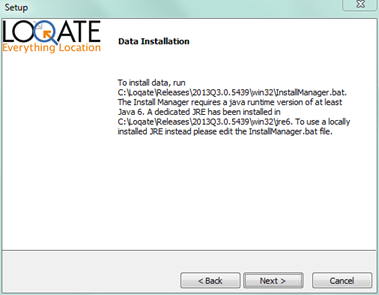 Setup
LOQATE
Everything Location
Data Installation
To install data, run
C:\Loqate\Releases\2013Q3.0.5439\win32\InstallManager.bat.
The Install Manager requires a java runtime version of at least
Java 6. A dedicated JRE has been installed in
C:\Loqate\Releases\2013Q3.0.5439\win32\jre6. To use a locally
installed JRE instead please edit the InstallManager.bat file.
< Back
Next >
Cancel